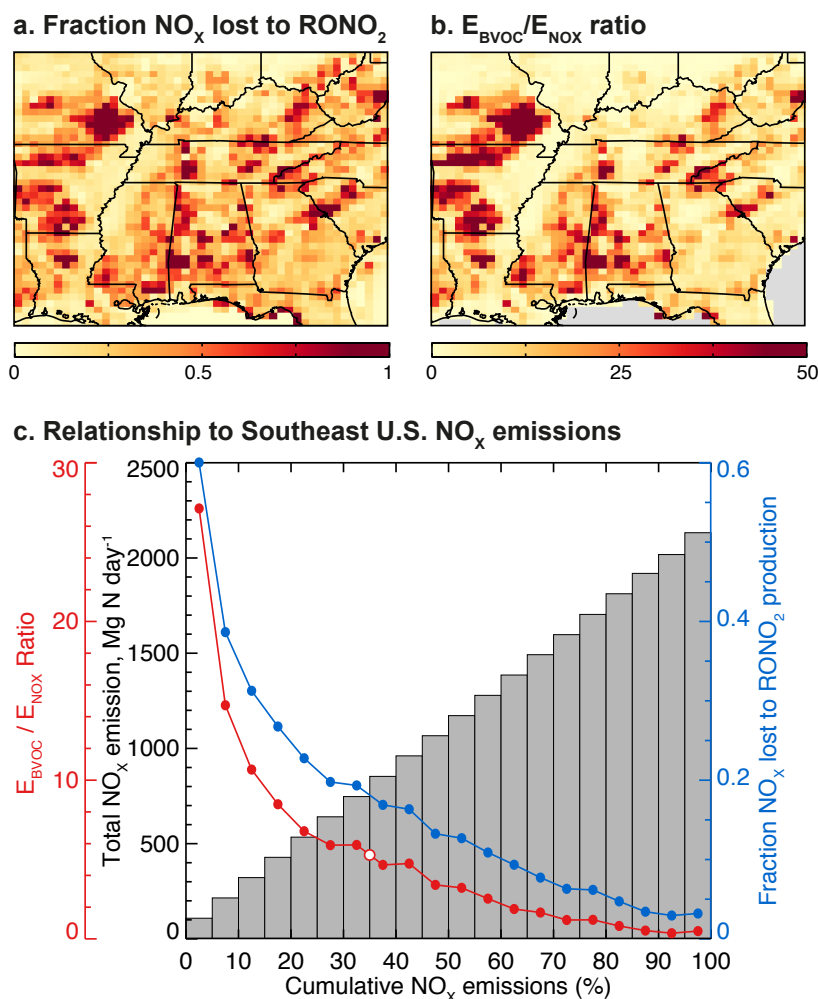 a. Fraction NOX lost to RONO2
b. EBVOC/ENOX ratio
0 0.5 1
0 25 50
c. Relationship to Southeast U.S. NOX emissions
30
20
10
0
EBVOC / ENOX Ratio
2500
2000
1500
1000
500
0
Total NOX emission, Mg N day-1
0.6
0.4
0.2
0
Fraction NOX lost to RONO2 production
0 10 20 30 40 50 60 70 80 90 100
Cumulative NOX emissions (%)